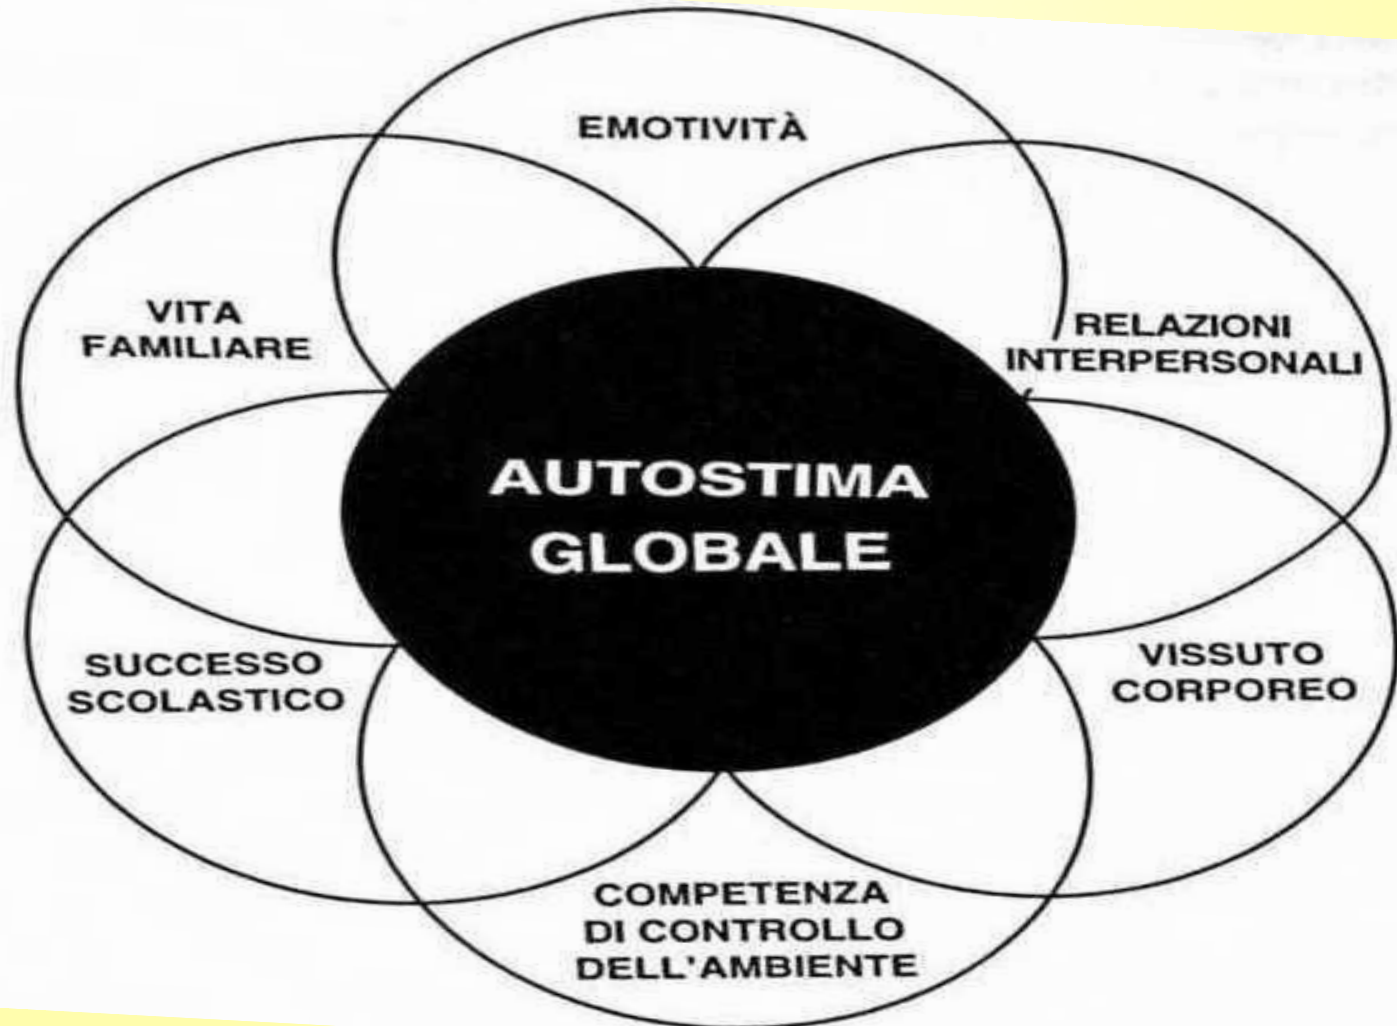 EMOTIVITÀ
VITA
FAMILIARE
RELAZIONI
INTERPERSONALI
AUTOSTIMA
GLOBALE
SUCCESSO
SCOLASTICO
VISSUTO
CORPOREO
COMPETENZA
DI CONTROLLO
DELL'AMBIENTE